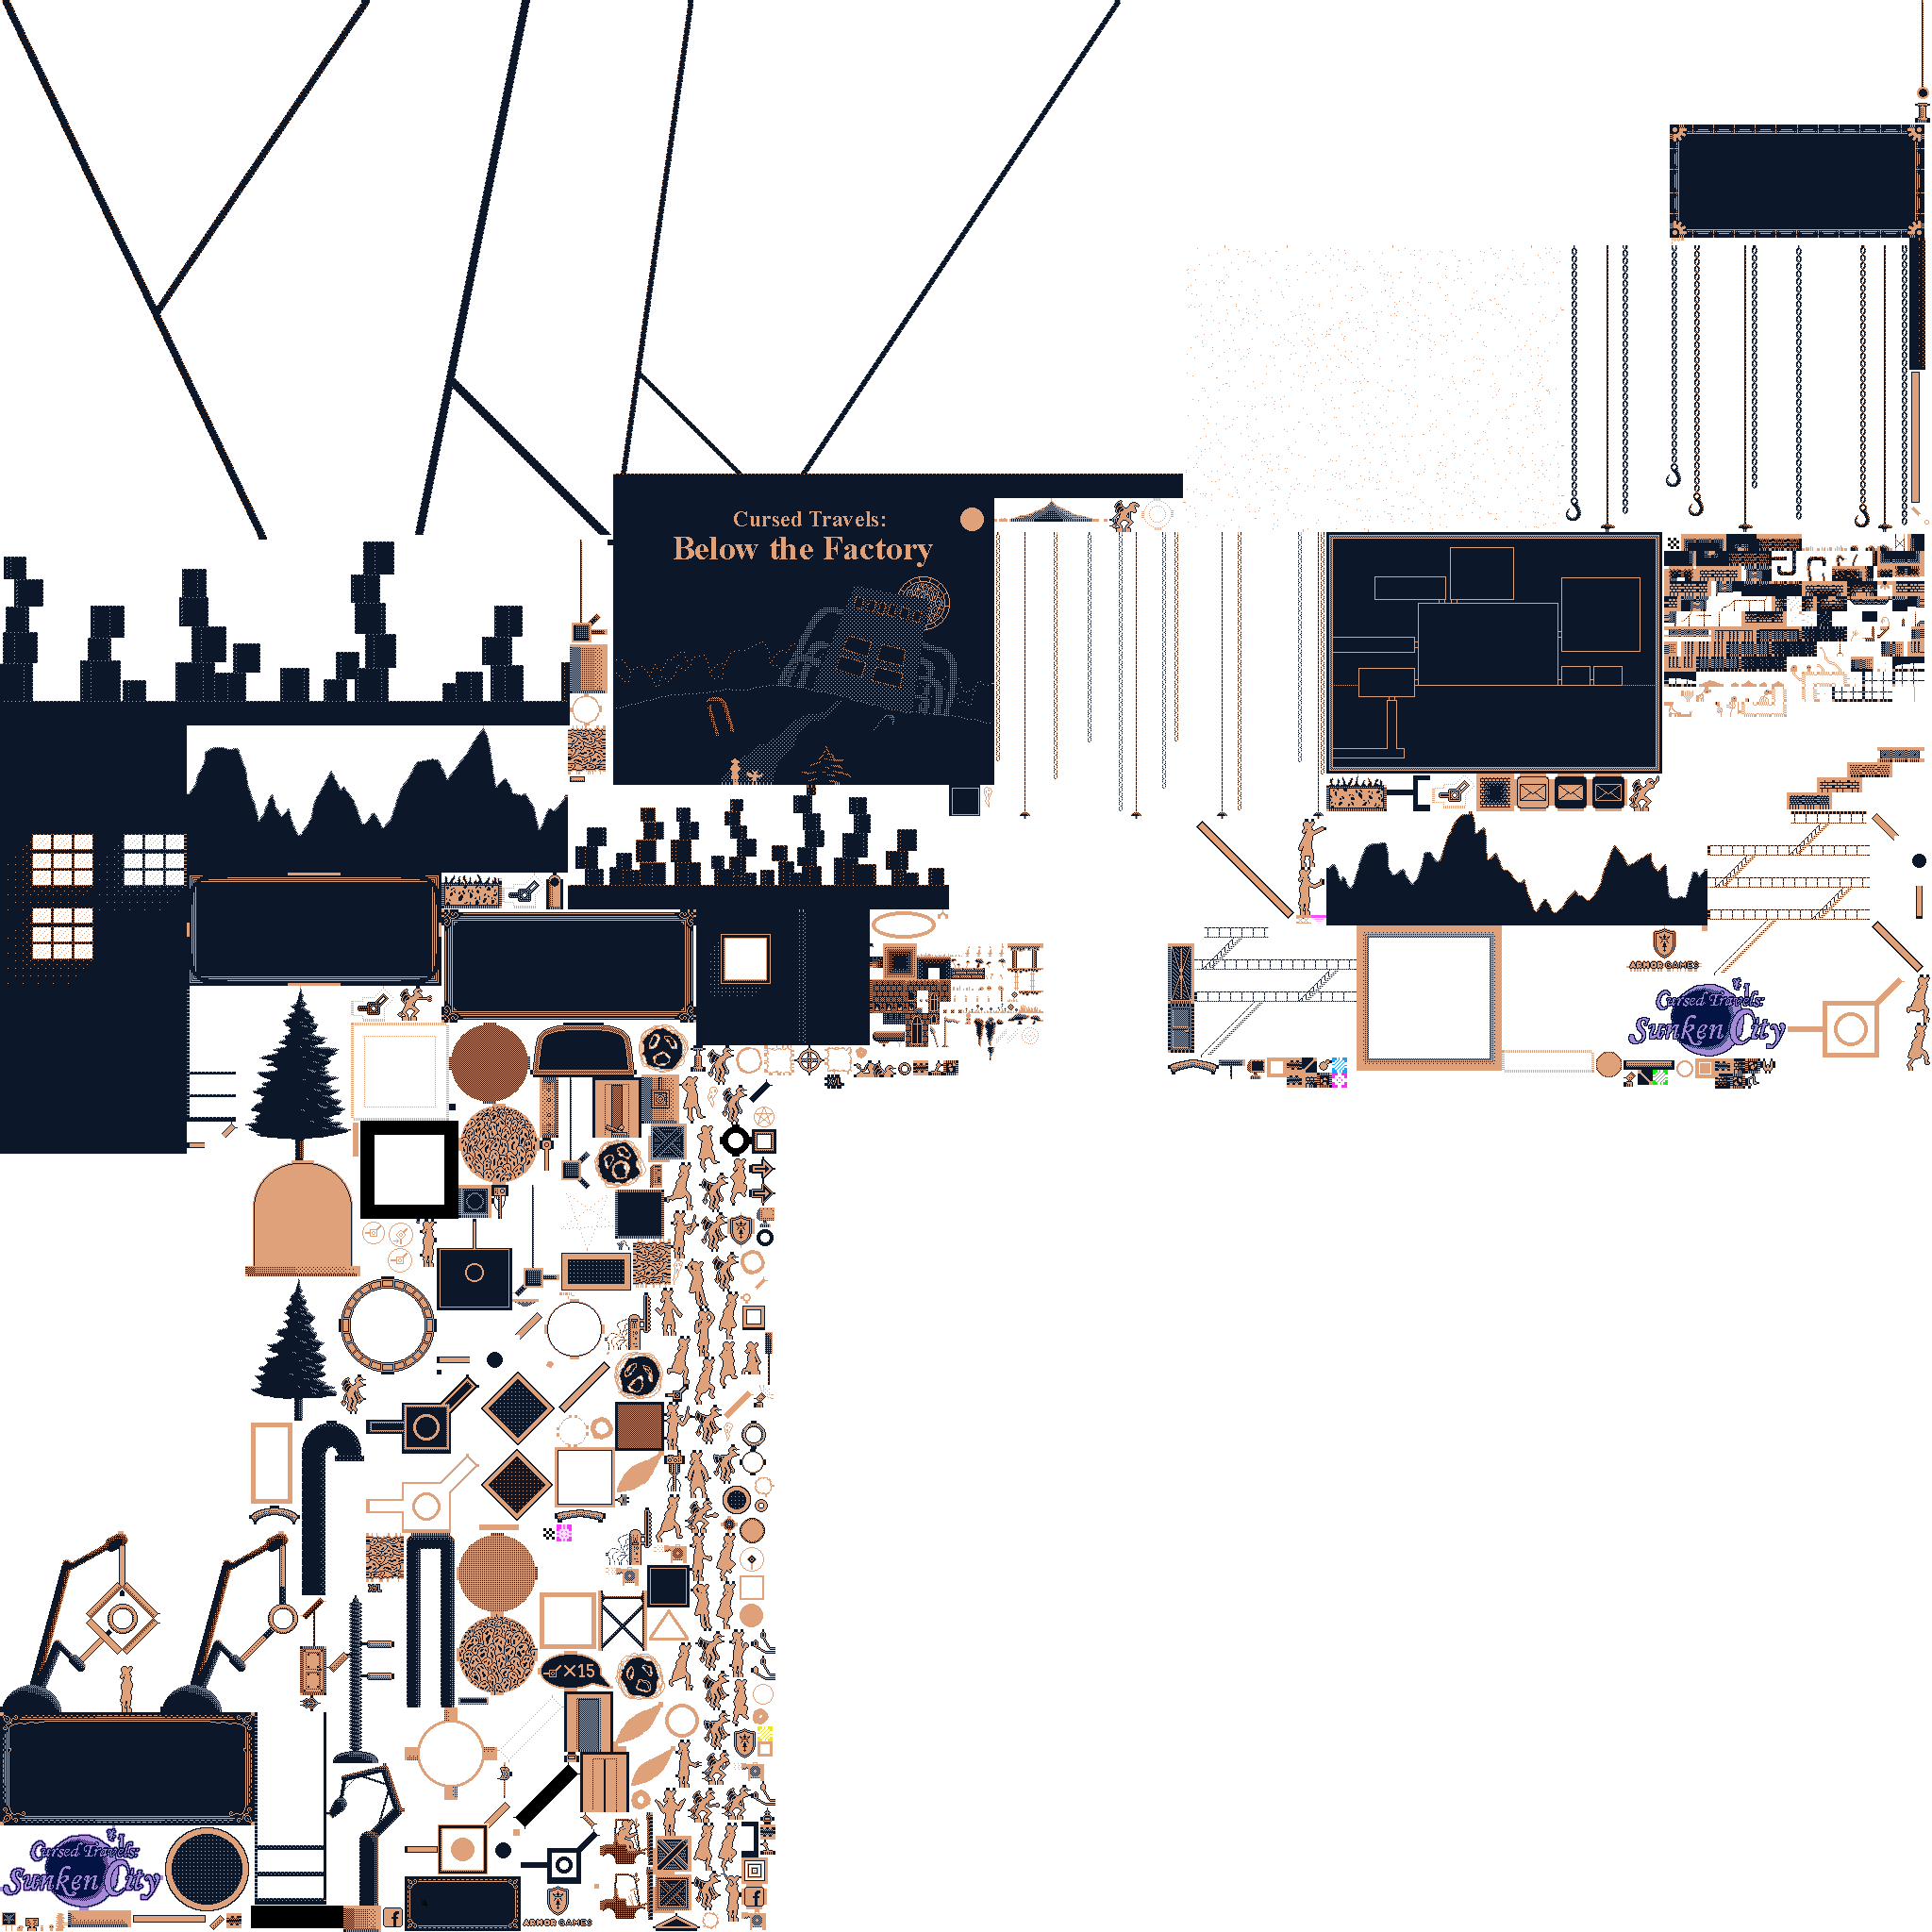 Cursed Travels:
Below the Factory
ARMOR GAMES
Cursed Travels:
Sunken City
×15
Cursed Travels:
Sunken City
f
f
ARMOR GAMES